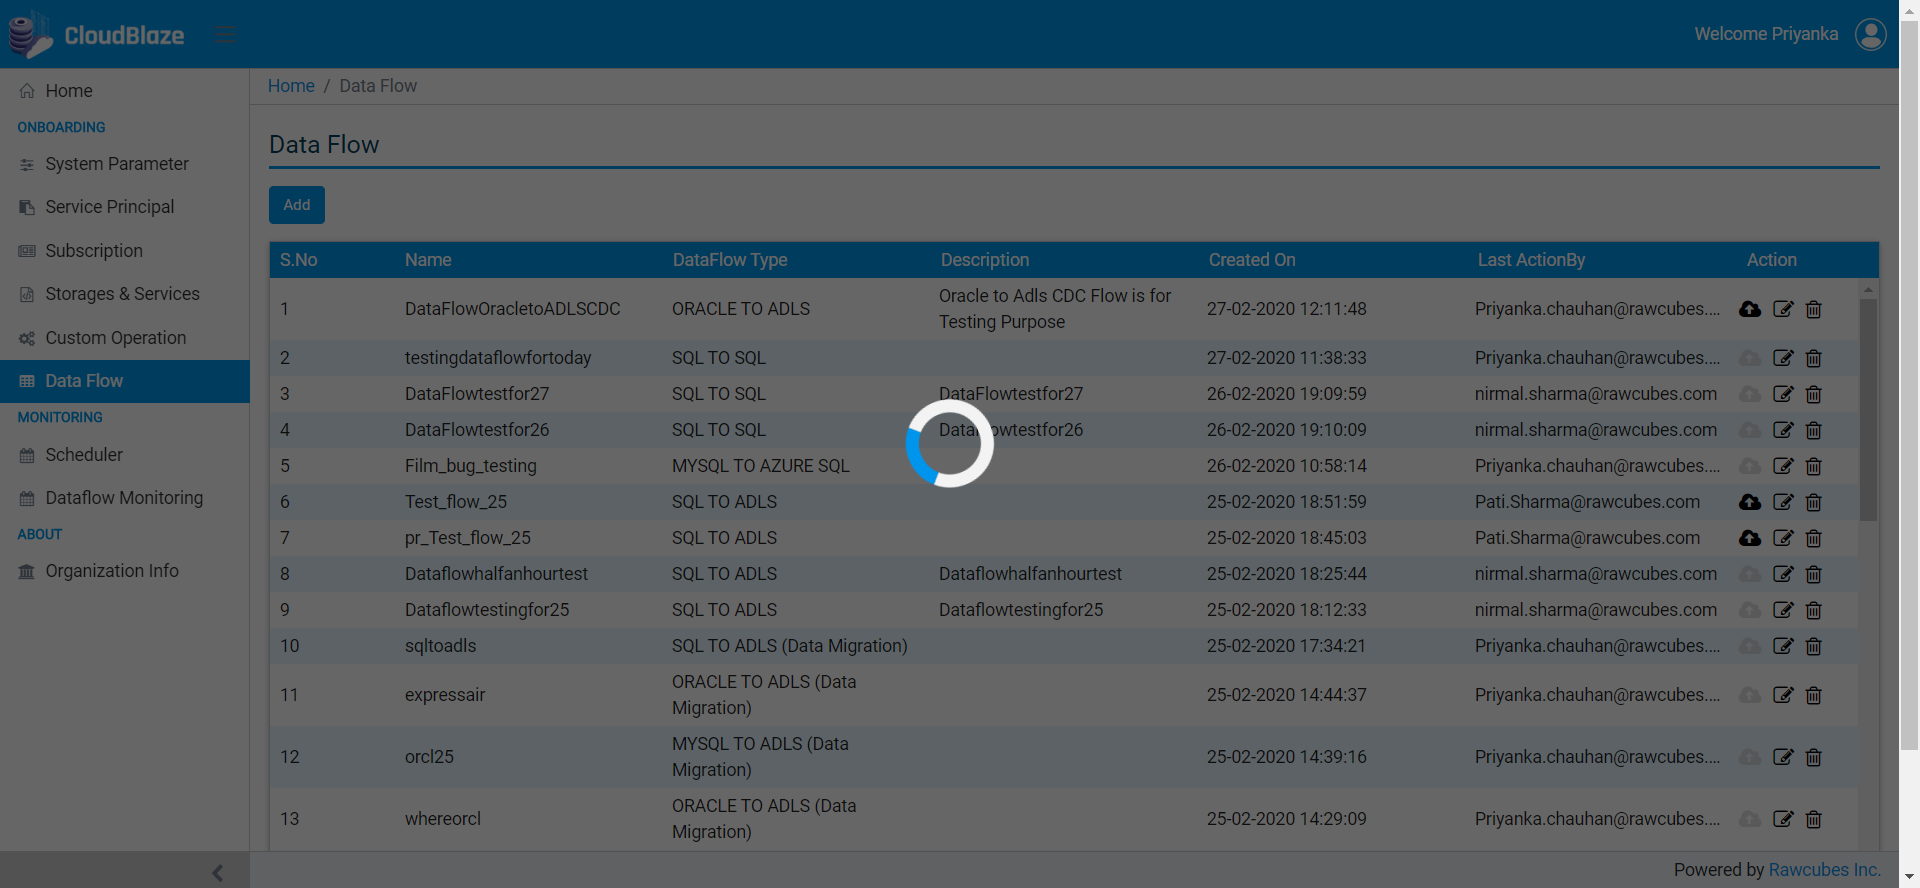 CloudBlaze
Welcome Priyanka
Home
ONBOARDING
System Parameter
Service Principal
Subscription
Storages & Services
Custom Operation
Data Flow
MONITORING
Scheduler
Dataflow Monitoring
ABOUT
Organization Info
Home / Data Flow
Data Flow
Add
S.No Name DataFlow Type Description Created On Last ActionBy Action
1 DataFlowOracletoADLSCDC ORACLE TO ADLS Oracle to Adls CDC Flow is for Testing Purpose 27-02-2020 12:11:48 Priyanka.chauhan@rawcubes....
2 testingdataflowfortoday SQL TO SQL 27-02-2020 11:38:33 Priyanka.chauhan@rawcubes....
3 DataFlowtestfor27 SQL TO SQL DataFlowtestfor27 26-02-2020 19:09:59 nirmal.sharma@rawcubes.com
4 DataFlowtestfor26 SQL TO SQL 26-02-2020 19:10:09 nirmal.sharma@rawcubes.com
5 Film_bug_testing MYSQL TO AZURE SQL 26-02-2020 10:58:14 Priyanka.chauhan@rawcubes....
6 Test_flow_25 SQL TO ADLS 25-02-2020 18:51:59 Pati.Sharma@rawcubes.com
7 pr_Test_flow_25 SQL TO ADLS 25-02-2020 18:45:03 Pati.Sharma@rawcubes.com
8 Dataflowhalfanhourtest SQL TO ADLS Dataflowhalfanhourtest 25-02-2020 18:25:44 nirmal.sharma@rawcubes.com
9 Dataflowtestingfor25 SQL TO ADLS Dataflowtestingfor25 25-02-2020 18:12:33 nirmal.sharma@rawcubes.com
10 sqltoadls SQL TO ADLS (Data Migration) 25-02-2020 17:34:21 Priyanka.chauhan@rawcubes....
11 expressair ORACLE TO ADLS (Data Migration) 25-02-2020 14:44:37 Priyanka.chauhan@rawcubes....
12 orcl25 MYSQL TO ADLS (Data Migration) 25-02-2020 14:39:16 Priyanka.chauhan@rawcubes....
13 whereorcl ORACLE TO ADLS (Data Migration) 25-02-2020 14:29:09 Priyanka.chauhan@rawcubes....
Powered by Rawcubes Inc.